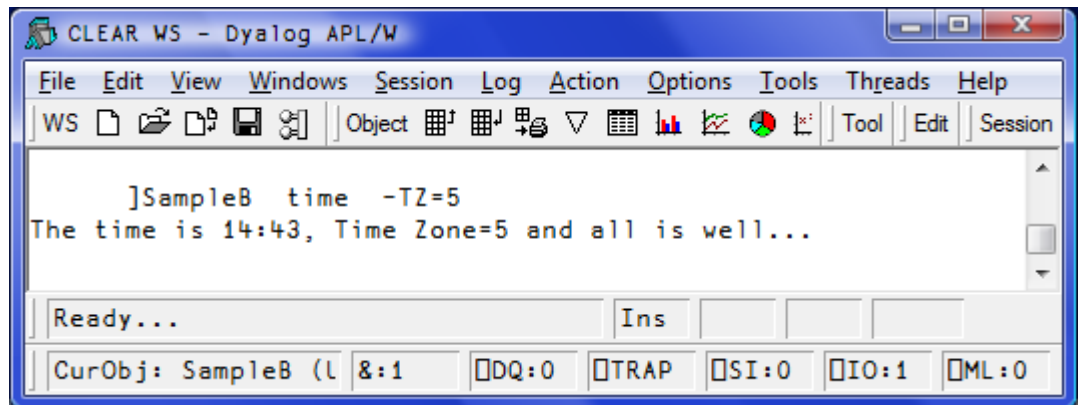 CLEAR WS - Dyalog APL/W
File Edit View Windows Session Log Action Options Tools Threads Help
WS Object Tool Edit Session
]SampleB time -TZ=5
The time is 14:43, Time Zone=5 and all is well...
Ready... Ins
CurObj: SampleB (L &:1 ⎕DQ:0 ⎕TRAP ⎕SI:0 ⎕IO:1 ⎕ML:0